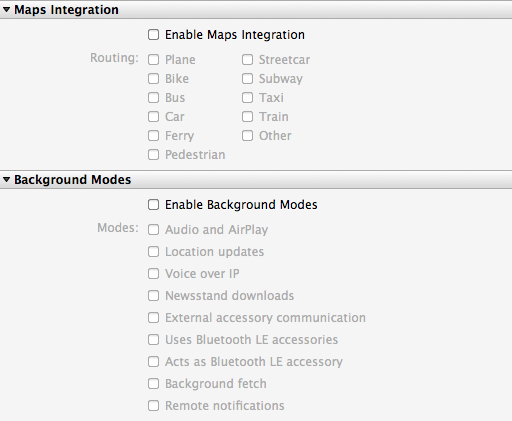 Maps Integration
Enable Maps Integration
Routing: Plane Streetcar
Bike Subway
Bus Taxi
Car Train
Ferry Other
Pedestrian
Background Modes
Enable Background Modes
Modes: Audio and AirPlay
Location updates
Voice over IP
Newsstand downloads
External accessory communication
Uses Bluetooth LE accessories
Acts as Bluetooth LE accessory
Background fetch
Remote notifications